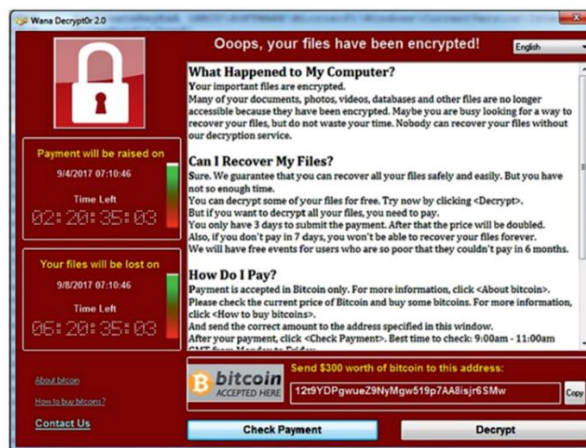 Wana Decrypt0r 2.0
Ooops, your files have been encrypted!
English
Payment will be raised on
9/4/2017 07:10:46
Time Left
02:20:35:03
Your files will be lost on
9/8/2017 07:10:46
Time Left
06:20:35:03
About bitcoin
How to buy bitcoins?
Contact Us
What Happened to My Computer?
Your important files are encrypted.
Many of your documents, photos, videos, databases and other files are no longer
accessible because they have been encrypted. Maybe you are busy looking for a way to
recover your files, but do not waste your time. Nobody can recover your files without
our decryption service.
Can I Recover My Files?
Sure. We guarantee that you can recover all your files safely and easily. But you have
not so enough time.
You can decrypt some of your files for free. Try now by clicking <Decrypt>.
But if you want to decrypt all your files, you need to pay.
You only have 3 days to submit the payment. After that the price will be doubled.
Also, if you don't pay in 7 days, you won't be able to recover your files forever.
We will have free events for users who are so poor that they couldn't pay in 6 months.
How Do I Pay?
Payment is accepted in Bitcoin only. For more information, click <About bitcoin>.
Please check the current price of Bitcoin and buy some bitcoins. For more information,
click <How to buy bitcoins>.
And send the correct amount to the address specified in this window.
After your payment, click <Check Payment>. Best time to check: 9:00am - 11:00am
GMT from Monday to Friday
bitcoin
ACCEPTED HERE
Send $300 worth of bitcoin to this address:
12t9YDPgwueZ9NyMgw519p7AA8isjr6SMw
Copy
Check Payment
Decrypt